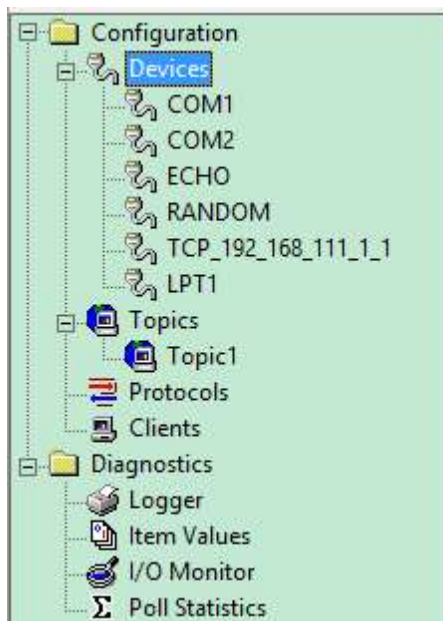 Configuration
Devices
COM1
COM2
ECHO
RANDOM
TCP_192_168_111_1_1
LPT1
Topics
Topic1
Protocols
Clients
Diagnostics
Logger
Item Values
I/O Monitor
Σ Poll Statistics